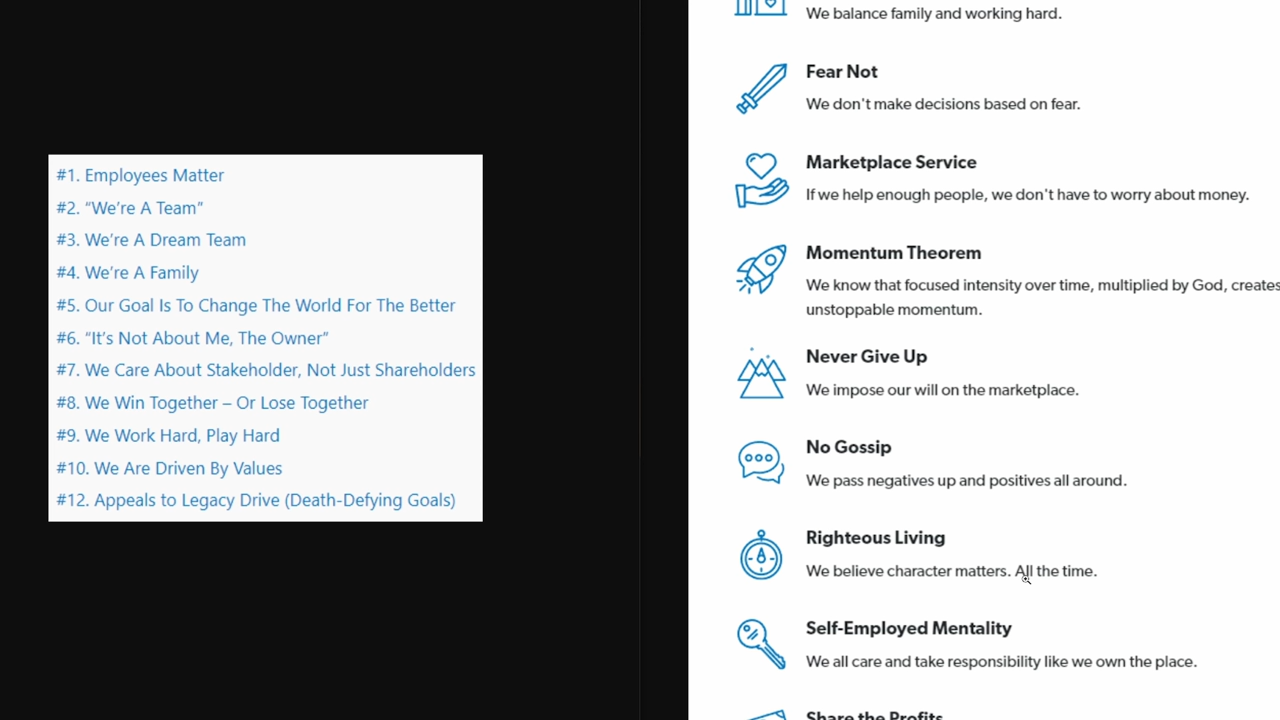 #1. Employees Matter
#2. “We’re A Team”
#3. We’re A Dream Team
#4. We’re A Family
#5. Our Goal Is To Change The World For The Better
#6. “It’s Not About Me, The Owner”
#7. We Care About Stakeholder, Not Just Shareholders
#8. We Win Together – Or Lose Together
#9. We Work Hard, Play Hard
#10. We Are Driven By Values
#12. Appeals to Legacy Drive (Death-Defying Goals)
We balance family and working hard.
Fear Not
We don't make decisions based on fear.
Marketplace Service
If we help enough people, we don't have to worry about money.
Momentum Theorem
We know that focused intensity over time, multiplied by God, creates
unstoppable momentum.
Never Give Up
We impose our will on the marketplace.
No Gossip
We pass negatives up and positives all around.
Righteous Living
We believe character matters. All the time.
Self-Employed Mentality
We all care and take responsibility like we own the place.
Share the Profits